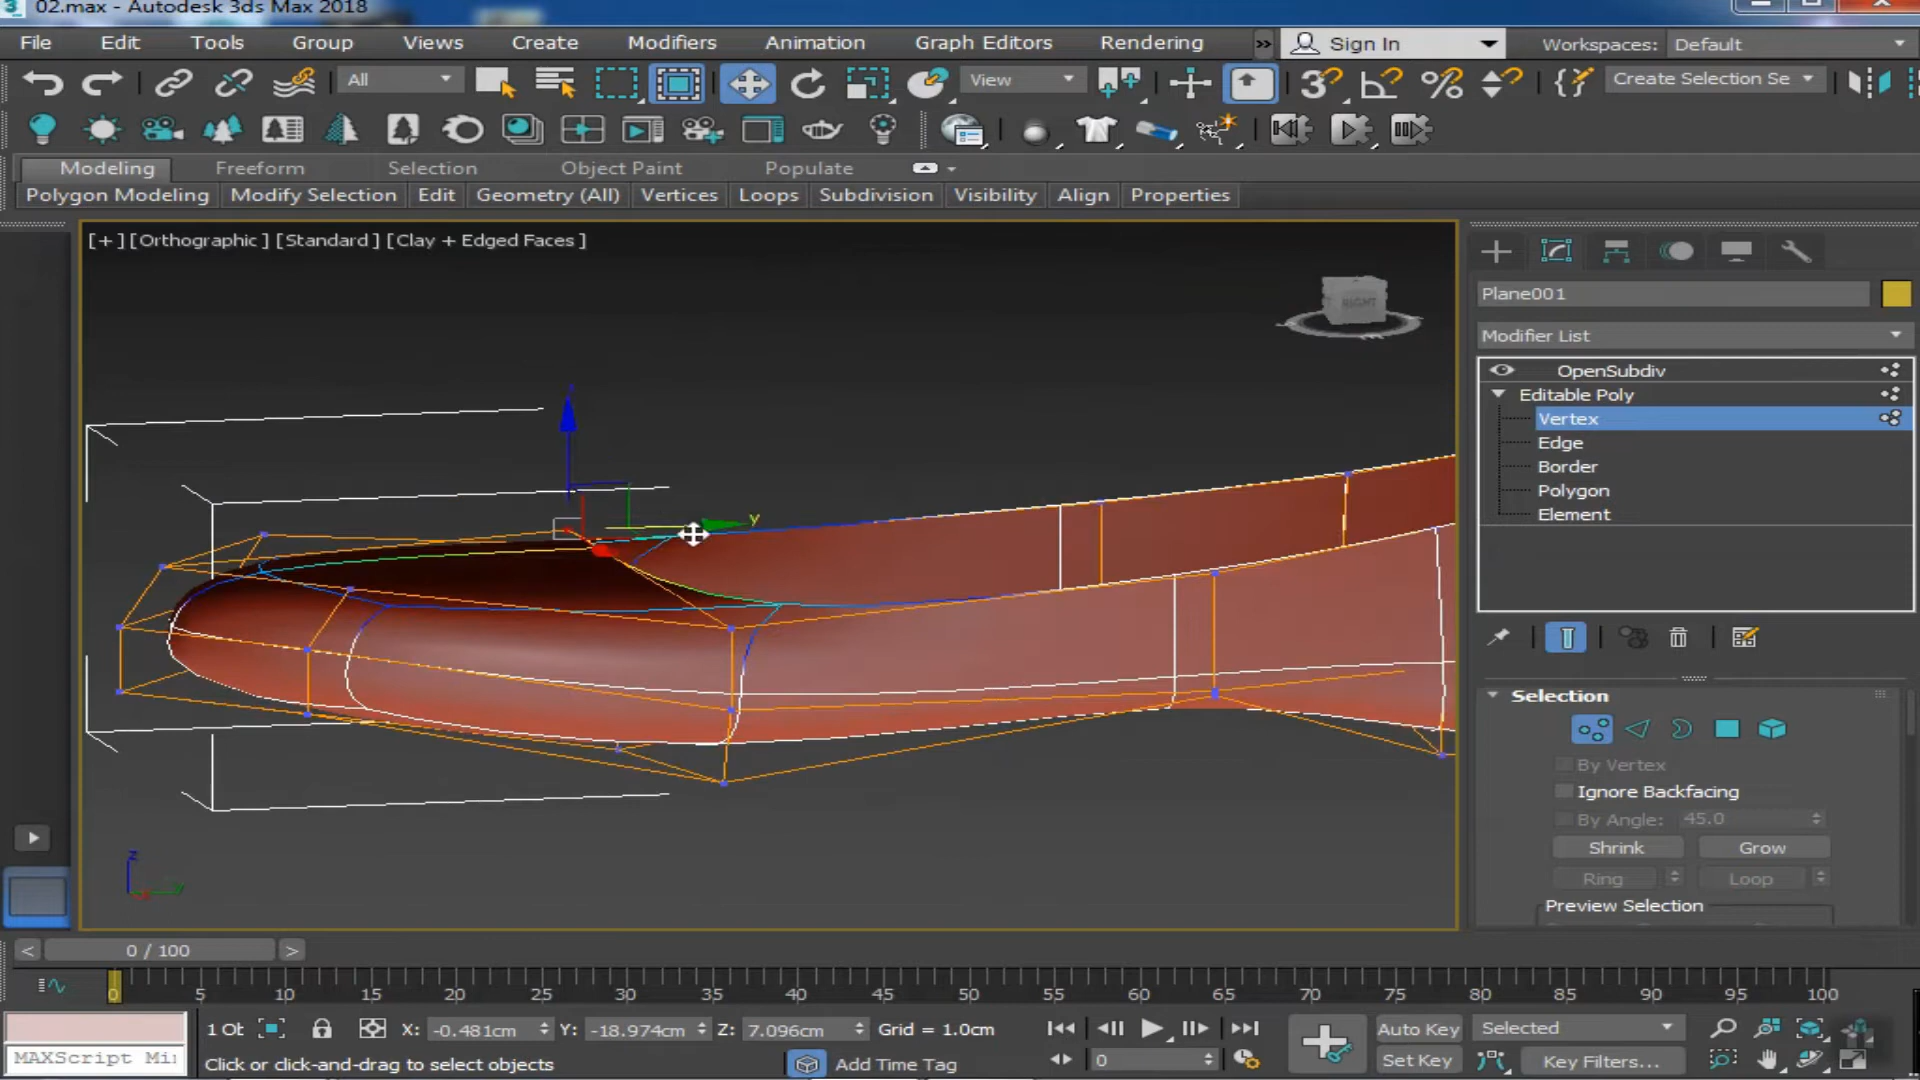 02.max - Autodesk 3ds Max 2018
File Edit Tools Group Views Create Modifiers Animation Graph Editors Rendering >> Sign In Workspaces: Default
All View Create Selection Se
Modeling Freeform Selection Object Paint Populate
Polygon Modeling Modify Selection Edit Geometry (All) Vertices Loops Subdivision Visibility Align Properties
[+] [Orthographic ] [Standard ] [Clay + Edged Faces ]
RIGHT
Plane001
Modifier List
OpenSubdiv
Editable Poly
Vertex
Edge
Border
Polygon
Element
y
Selection
By Vertex
Ignore Backfacing
By Angle: 45.0
Shrink Grow
Ring Loop
Preview Selection
z
y
< 0 / 100 >
0 5 10 15 20 25 30 35 40 45 50 55 60 65 70 75 80 85 90 95 100
1 Ot X: -0.481cm Y: -18.974cm Z: 7.096cm Grid = 1.0cm Auto Key Selected
MAXScript Mi: Click or click-and-drag to select objects Add Time Tag 0 Set Key Key Filters...